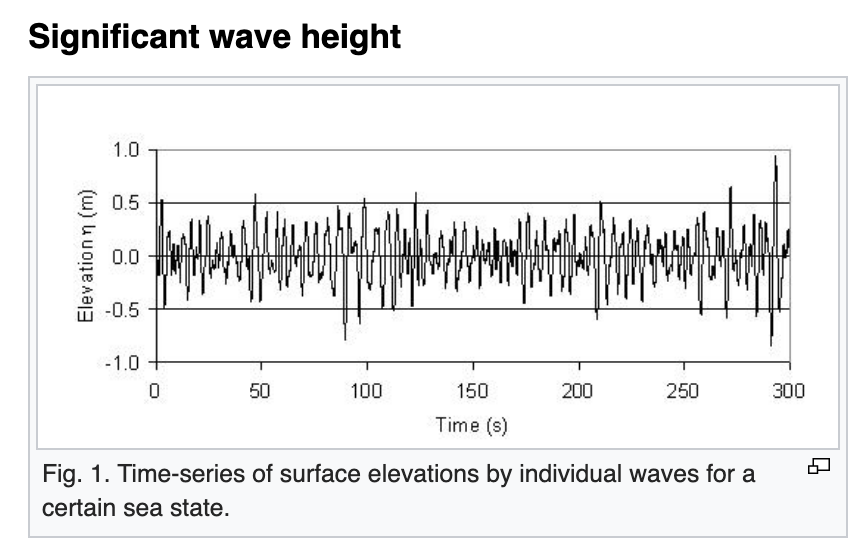 Significant wave height
1.0
0.5
0.0
-0.5
-1.0
Elevation η (m)
0 50 100 150 200 250 300
Time (s)
Fig. 1. Time-series of surface elevations by individual waves for a
certain sea state.